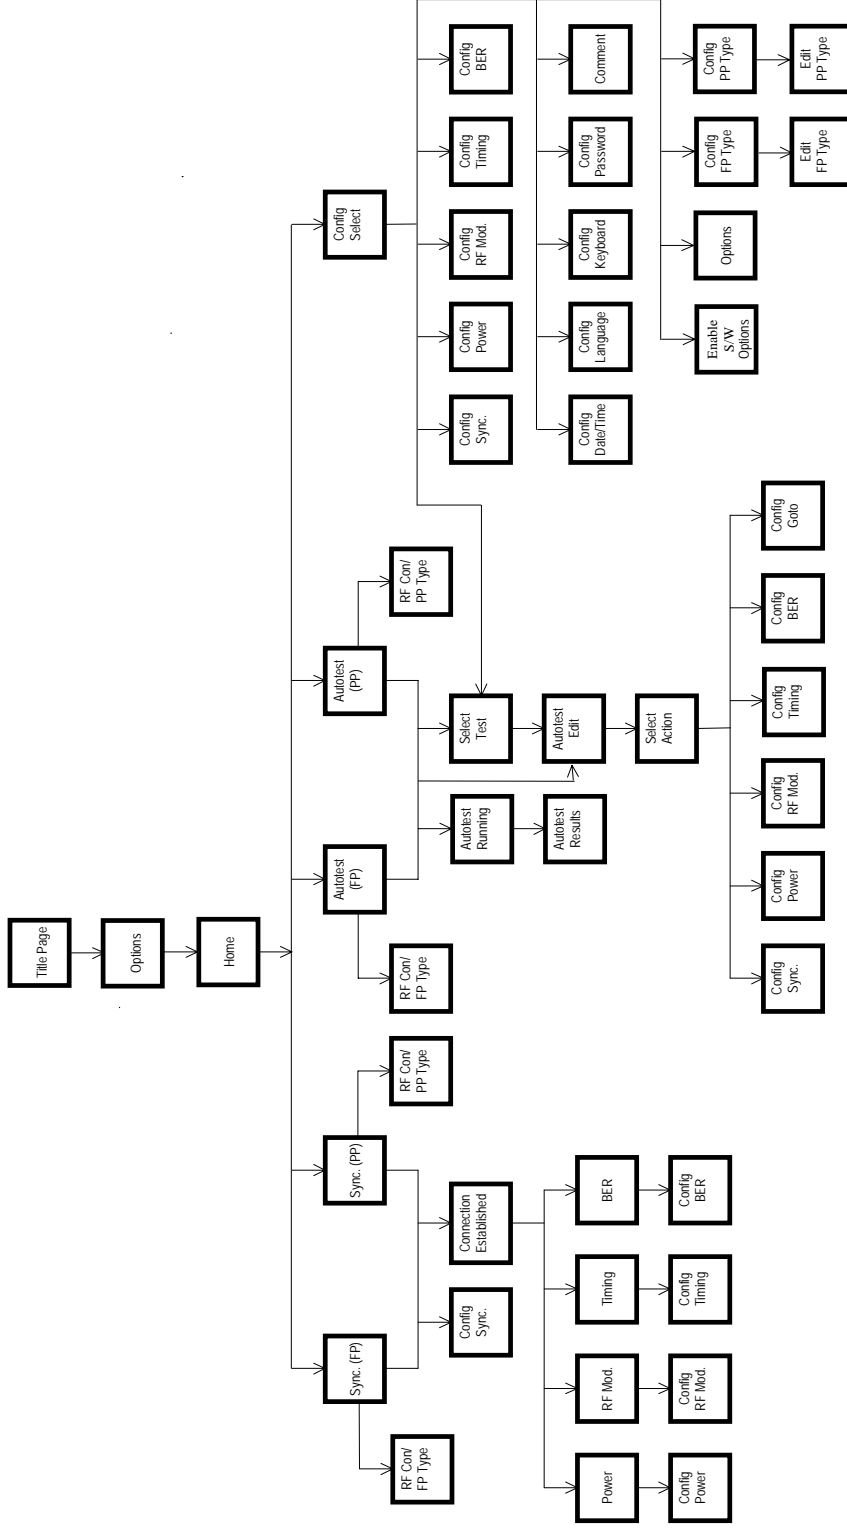 Title Page
Options
Home
Sync. (FP)
Sync. (PP)
Autotest
(FP)
Autotest
(PP)
Config
Select
RF Con/
FP Type
RF Con/
PP Type
RF Con/
FP Type
RF Con/
PP Type
Config
Sync.
Connection
Established
Autotest
Running
Select
Test
Config
Sync.
Config
Power
Config
RF Mod.
Config
Timing
Config
BER
Autotest
Results
Autotest
Edit
Power
RF Mod.
Timing
BER
Config
Date/Time
Config
Language
Config
Keyboard
Config
Password
Comment
Config
Power
Config
RF Mod.
Config
Timing
Config
BER
Select
Action
Enable
S/W
Options
Options
Config
FP Type
Config
PP Type
Config
Sync.
Config
Power
Config
RF Mod.
Config
Timing
Config
BER
Config
Goto
Edit
FP Type
Edit
PP Type